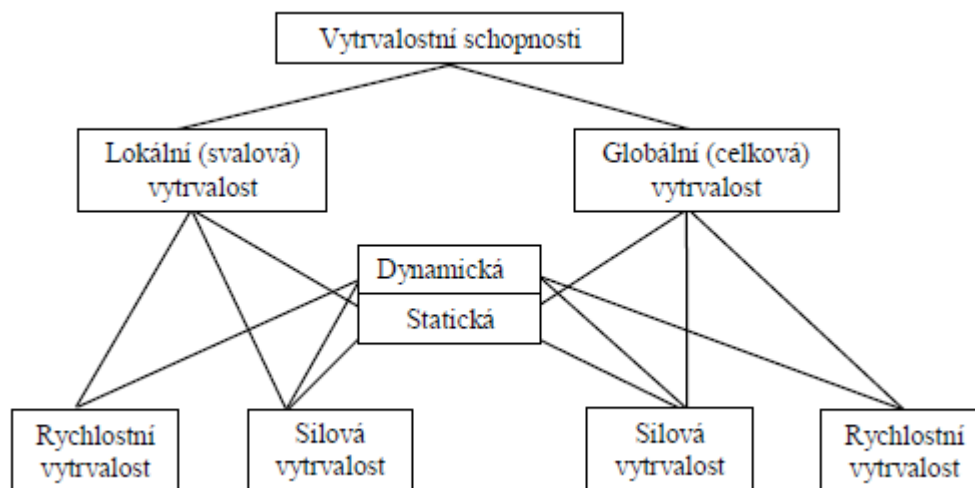 Vytrvalostní schopnosti
Lokální (svalová)
vytrvalost
Globální (celková)
vytrvalost
Dynamická
Statická
Rychlostní
vytrvalost
Silová
vytrvalost
Silová
vytrvalost
Rychlostní
vytrvalost